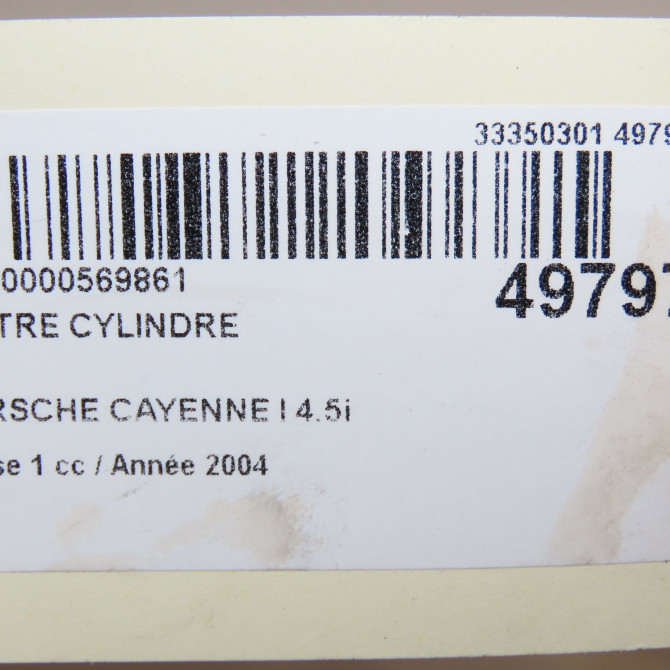 33350301 4979
0000569861
49797
TRE CYLINDRE
RSCHE CAYENNE I 4.5i
se 1 cc / Année 2004